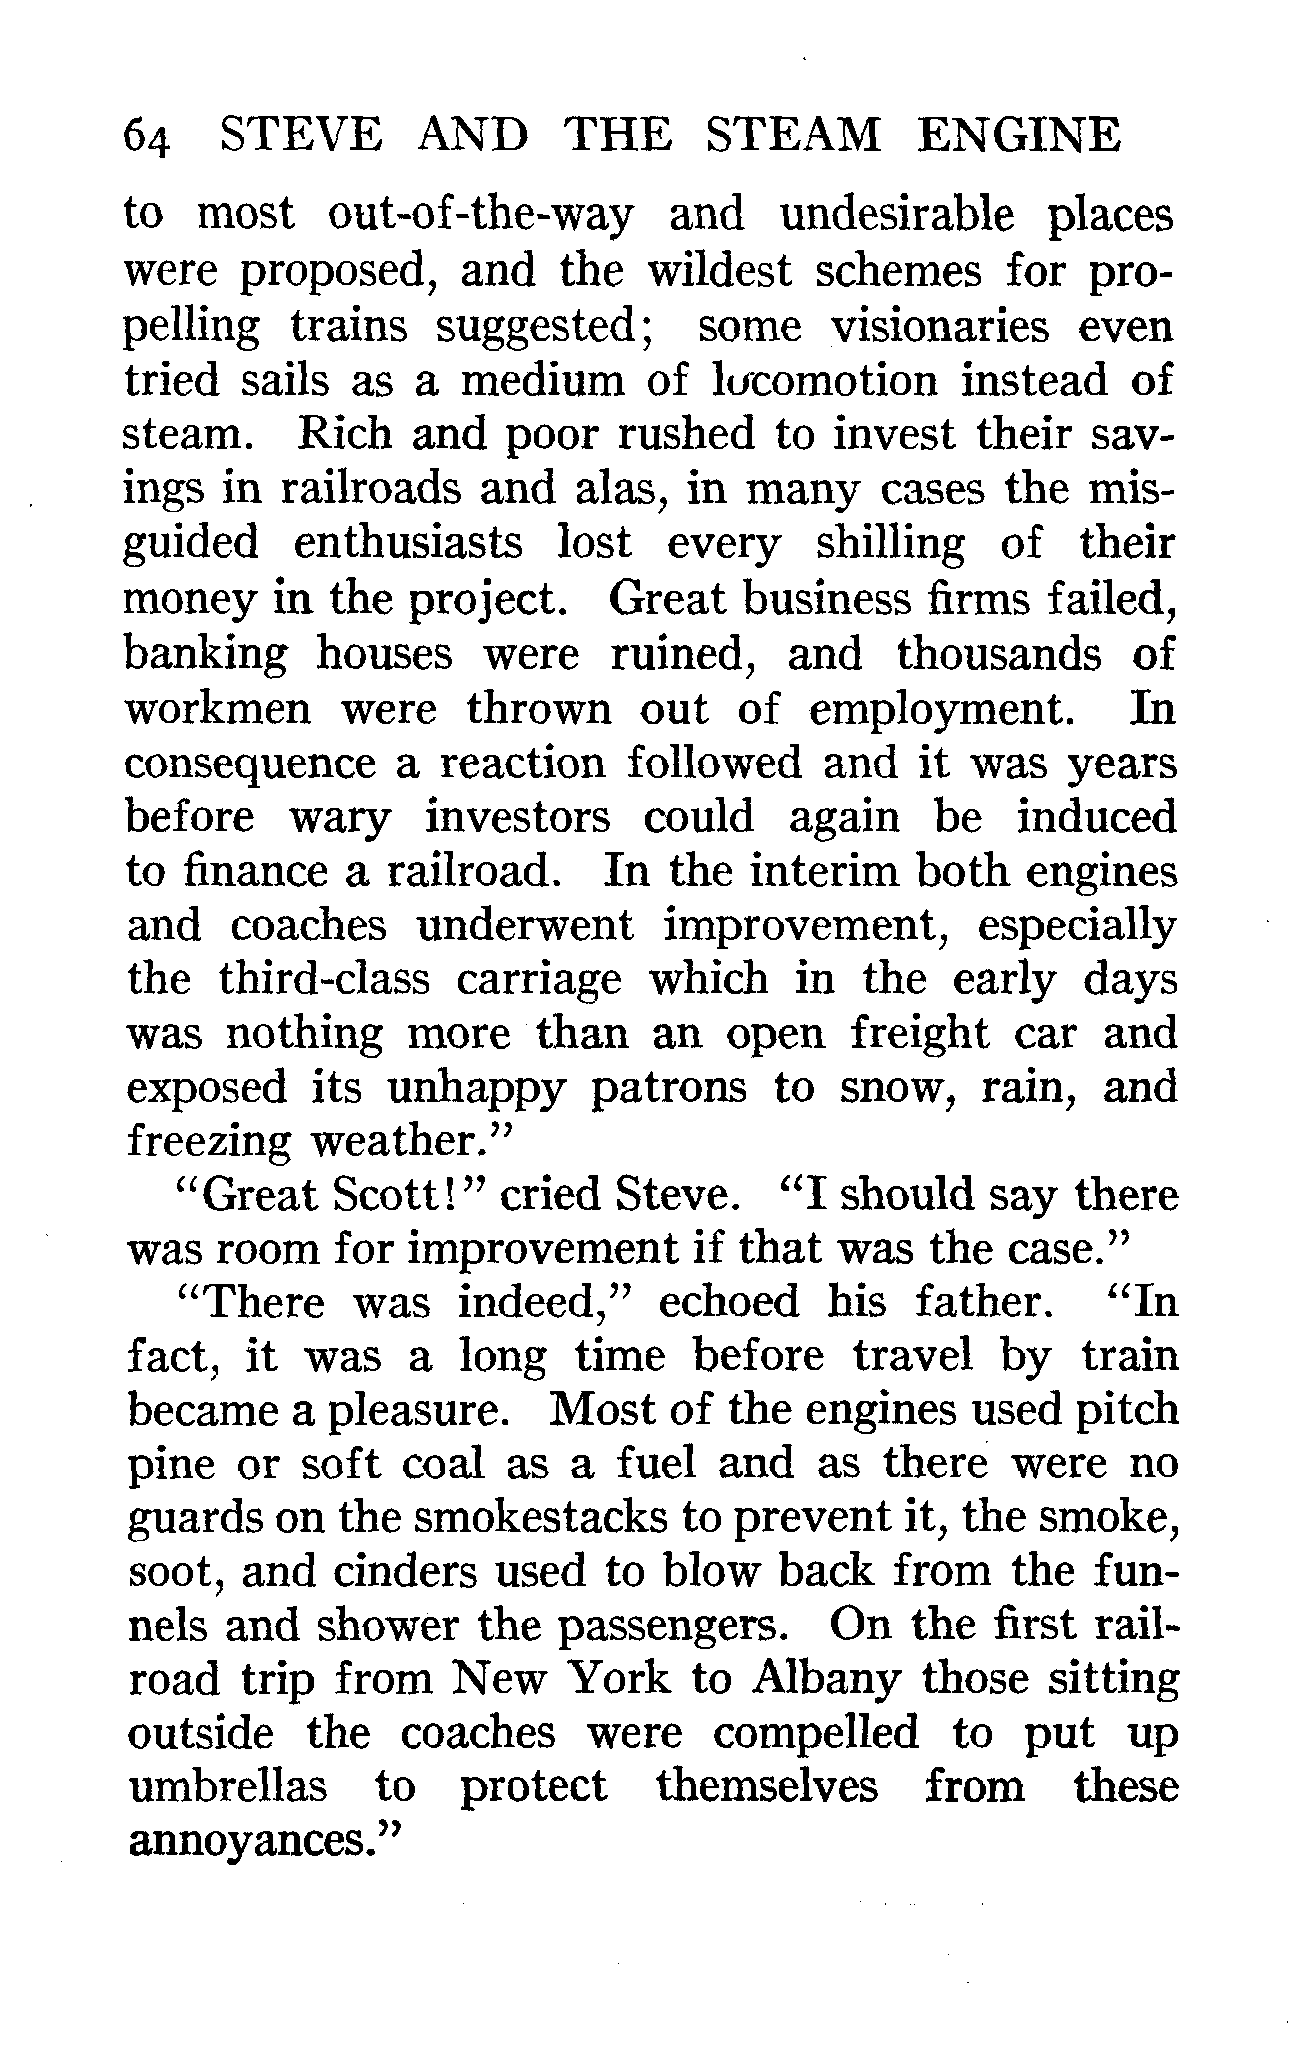 64 STEVE AND THE STEAM ENGINE
to most out-of-the-way and undesirable places
were proposed, and the wildest schemes for pro-
pelling trains suggested; some visionaries even
tried sails as a medium of locomotion instead of
steam. Rich and poor rushed to invest their sav-
ings in railroads and alas, in many cases the mis-
guided enthusiasts lost every shilling of their
money in the project. Great business firms failed,
banking houses were ruined, and thousands of
workmen were thrown out of employment. In
consequence a reaction followed and it was years
before wary investors could again be induced
to finance a railroad. In the interim both engines
and coaches underwent improvement, especially
the third-class carriage which in the early days
was nothing more than an open freight car and
exposed its unhappy patrons to snow, rain, and
freezing weather.”
“Great Scott!” cried Steve. “I should say there
was room for improvement if that was the case.”
“There was indeed,” echoed his father. “In
fact, it was a long time before travel by train
became a pleasure. Most of the engines used pitch
pine or soft coal as a fuel and as there were no
guards on the smokestacks to prevent it, the smoke,
soot, and cinders used to blow back from the fun-
nels and shower the passengers. On the first rail-
road trip from New York to Albany those sitting
outside the coaches were compelled to put up
umbrellas to protect themselves from these
annoyances.”